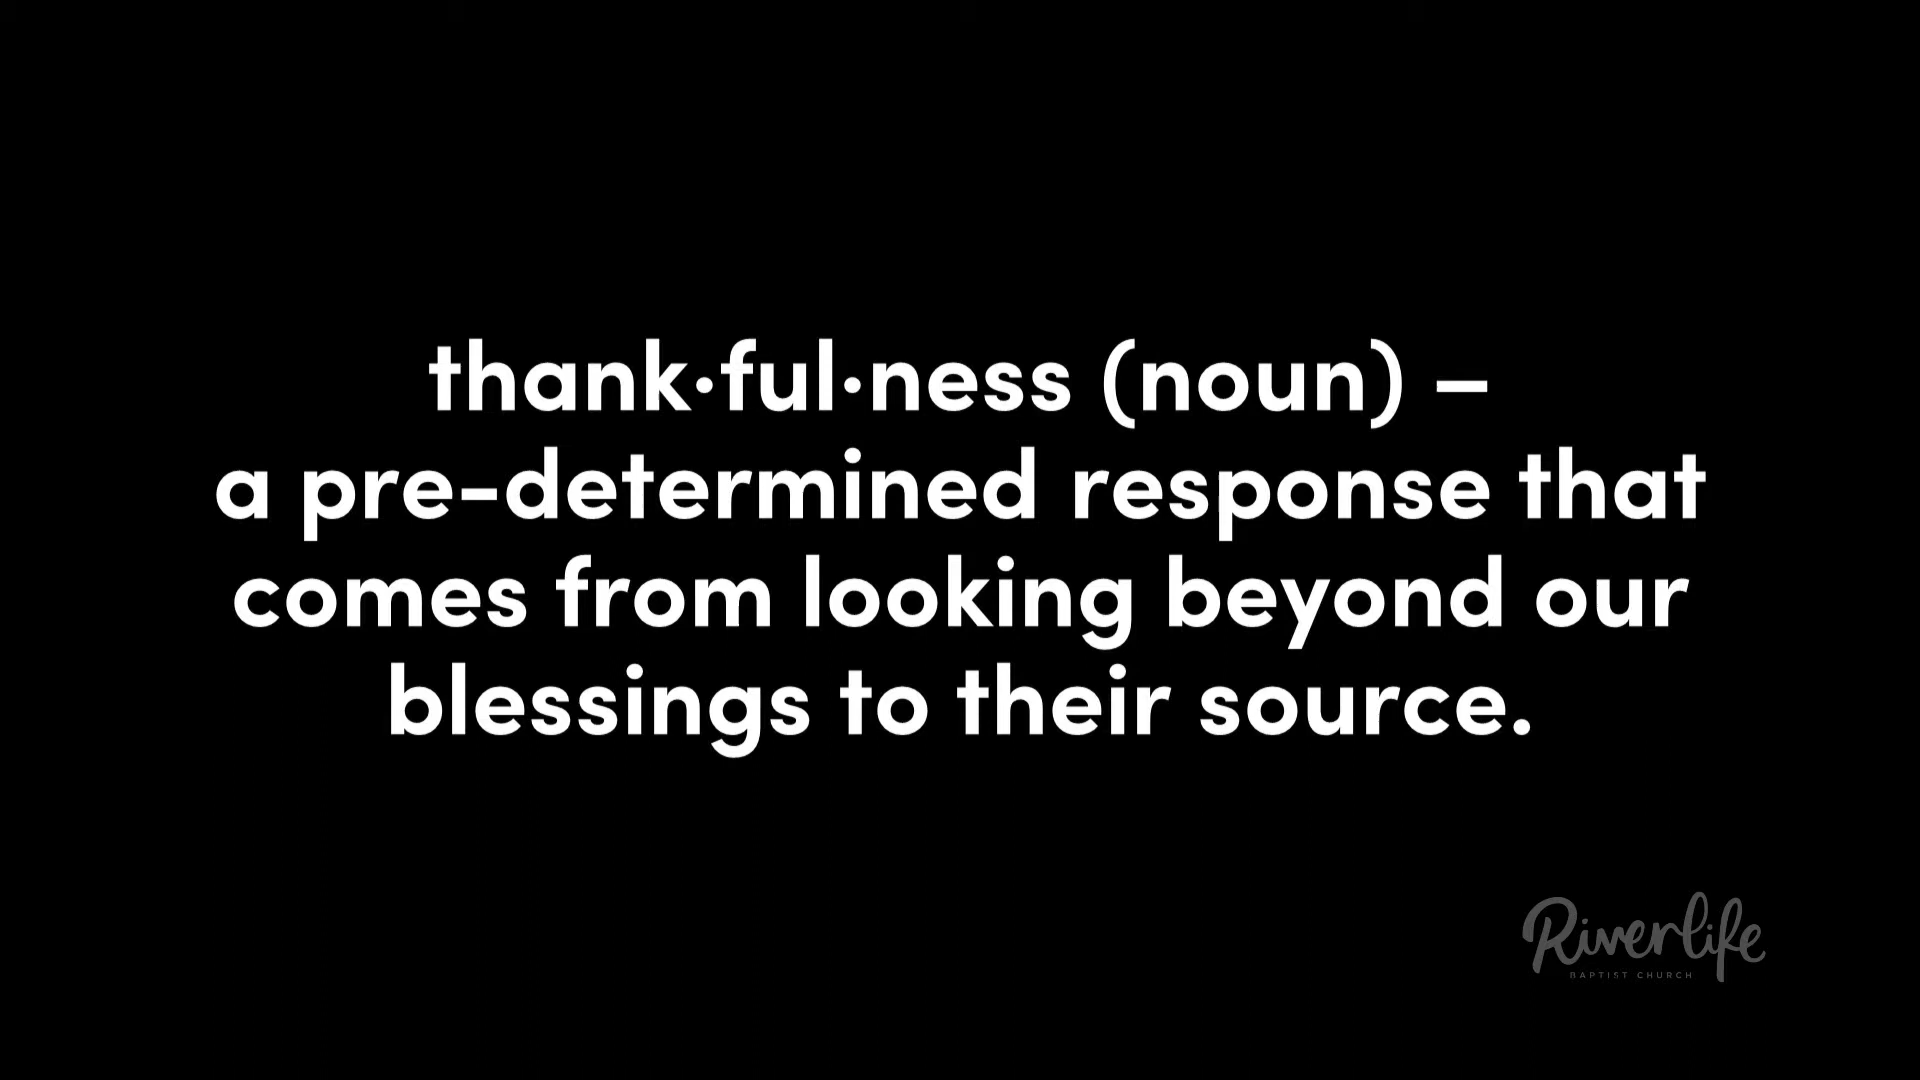 thank·ful·ness (noun) –
a pre-determined response that
comes from looking beyond our
blessings to their source.
Riverlife
BAPTIST CHURCH